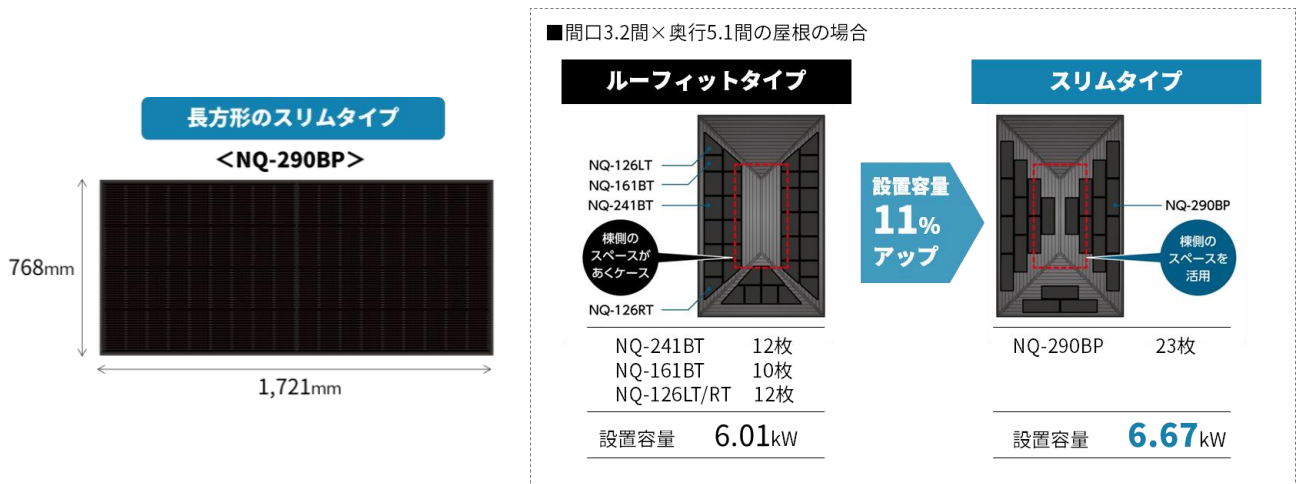 長方形のスリムタイプ
＜NQ-290BP＞
768mm
1,721mm
■間口3.2間×奥行5.1間の屋根の場合
ルーフィットタイプ
NQ-126LT
NQ-161BT
NQ-241BT
棟側の
スペースが
あくケース
NQ-126RT
NQ-241BT 12枚
NQ-161BT 10枚
NQ-126LT/RT 12枚
設置容量 6.01kW
設置容量
11%
アップ
スリムタイプ
NQ-290BP
棟側の
スペースを
活用
NQ-290BP 23枚
設置容量 6.67kW